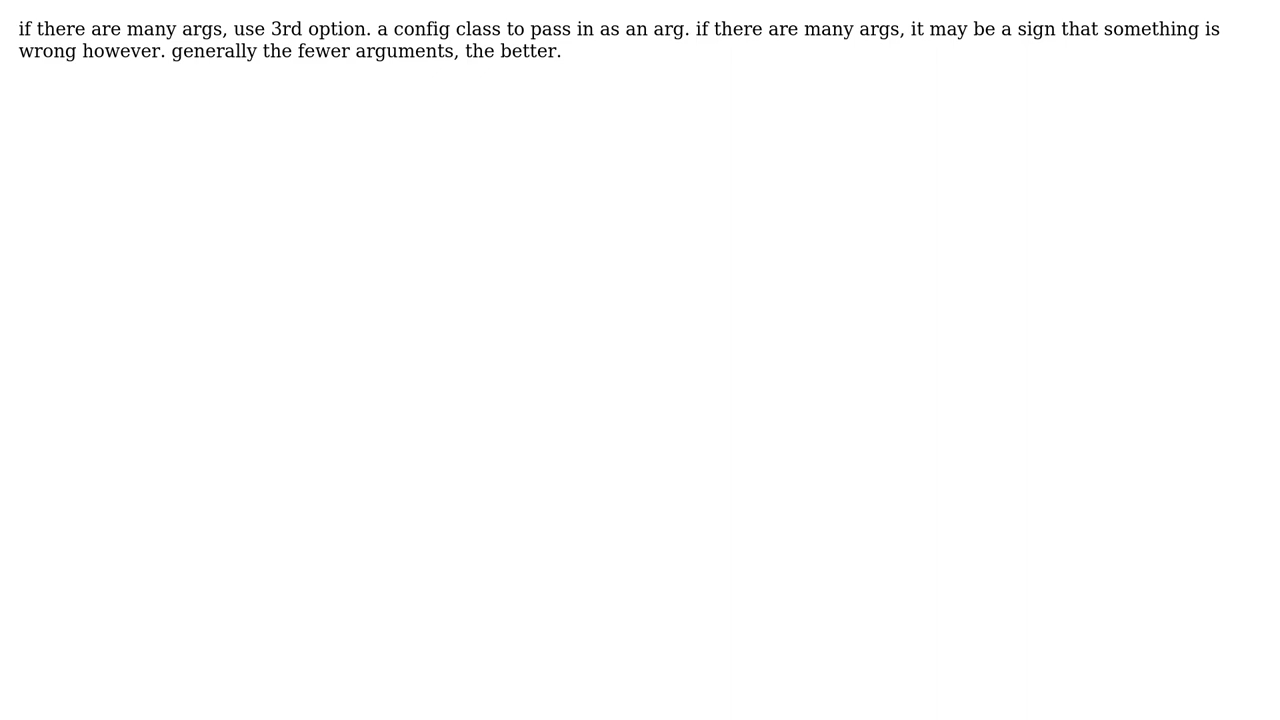 if there are many args, use 3rd option. a config class to pass in as an arg. if there are many args, it may be a sign that something is
wrong however. generally the fewer arguments, the better.